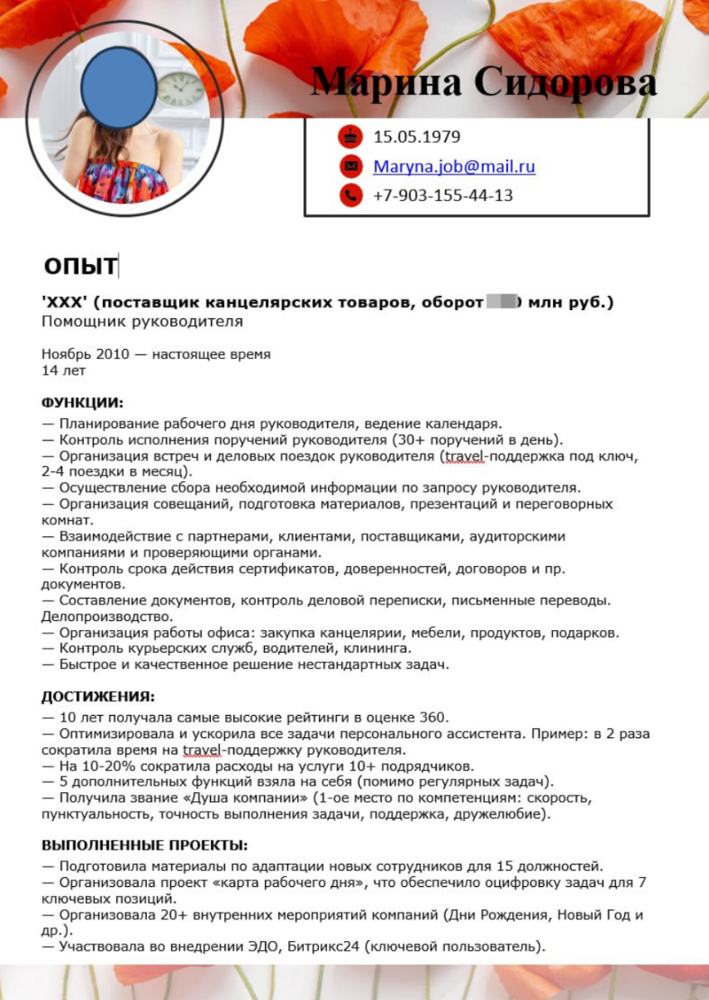 Марина Сидорова
15.05.1979
Maryna.job@mail.ru
+7-903-155-44-13
ОПЫТ
'XXX' (поставщик канцелярских товаров, оборот млн руб.)
Помощник руководителя
Ноябрь 2010 — настоящее время
14 лет
ФУНКЦИИ:
— Планирование рабочего дня руководителя, ведение календаря.
— Контроль исполнения поручений руководителя (30+ поручений в день).
— Организация встреч и деловых поездок руководителя (travel-поддержка под ключ,
2-4 поездки в месяц).
— Осуществление сбора необходимой информации по запросу руководителя.
— Организация совещаний, подготовка материалов, презентаций и переговорных
комнат.
— Взаимодействие с партнерами, клиентами, поставщиками, аудиторскими
компаниями и проверяющими органами.
— Контроль срока действия сертификатов, доверенностей, договоров и пр.
документов.
— Составление документов, контроль деловой переписки, письменные переводы.
Делопроизводство.
— Организация работы офиса: закупка канцелярии, мебели, продуктов, подарков.
— Контроль курьерских служб, водителей, клининга.
— Быстрое и качественное решение нестандартных задач.
ДОСТИЖЕНИЯ:
— 10 лет получала самые высокие рейтинги в оценке 360.
— Оптимизировала и ускорила все задачи персонального ассистента. Пример: в 2 раза
сократила время на travel-поддержку руководителя.
— На 10-20% сократила расходы на услуги 10+ подрядчиков.
— 5 дополнительных функций взяла на себя (помимо регулярных задач).
— Получила звание «Душа компании» (1-ое место по компетенциям: скорость,
пунктуальность, точность выполнения задачи, поддержка, дружелюбие).
ВЫПОЛНЕННЫЕ ПРОЕКТЫ:
— Подготовила материалы по адаптации новых сотрудников для 15 должностей.
— Организовала проект «карта рабочего дня», что обеспечило оцифровку задач для 7
ключевых позиций.
— Организовала 20+ внутренних мероприятий компаний (Дни Рождения, Новый Год и
др.).
— Участвовала во внедрении ЭДО, Битрикс24 (ключевой пользователь).